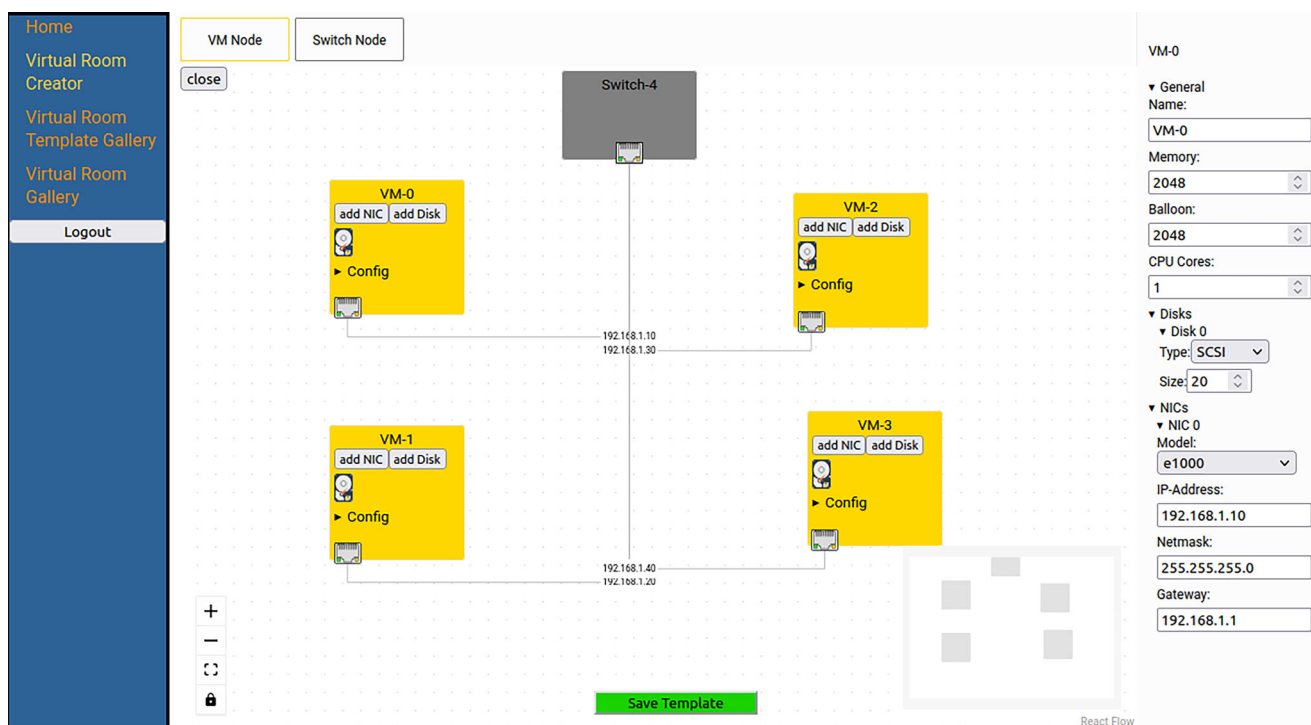 Home
Virtual Room
Creator
Virtual Room
Template Gallery
Virtual Room
Gallery
Logout
VM Node
Switch Node
close
Switch-4
VM-0
add NIC
add Disk
Config
VM-2
add NIC
add Disk
Config
192.168.1.10
192.168.1.30
VM-1
add NIC
add Disk
Config
VM-3
add NIC
add Disk
Config
192.168.1.40
192.168.1.20
Save Template
React Flow
VM-0
General
Name:
VM-0
Memory:
2048
Balloon:
2048
CPU Cores:
1
Disks
Disk 0
Type: SCSI
Size: 20
NICs
NIC 0
Model:
e1000
IP-Address:
192.168.1.10
Netmask:
255.255.255.0
Gateway:
192.168.1.1